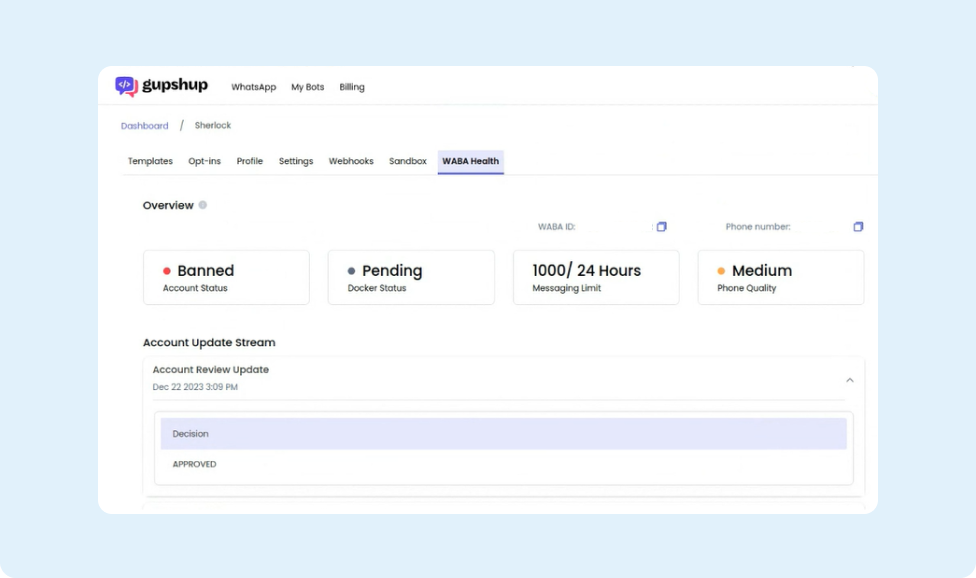 gupshup WhatsApp My Bots Billing
Dashboard / Sherlock
Templates Opt-ins Profile Settings Webhooks Sandbox WABA Health
Overview
WABA ID: Phone number:
Banned Pending 1000/ 24 Hours Medium
Account Status Docker Status Messaging Limit Phone Quality
Account Update Stream
Account Review Update
Dec 22 2023 3:09 PM
Decision
APPROVED